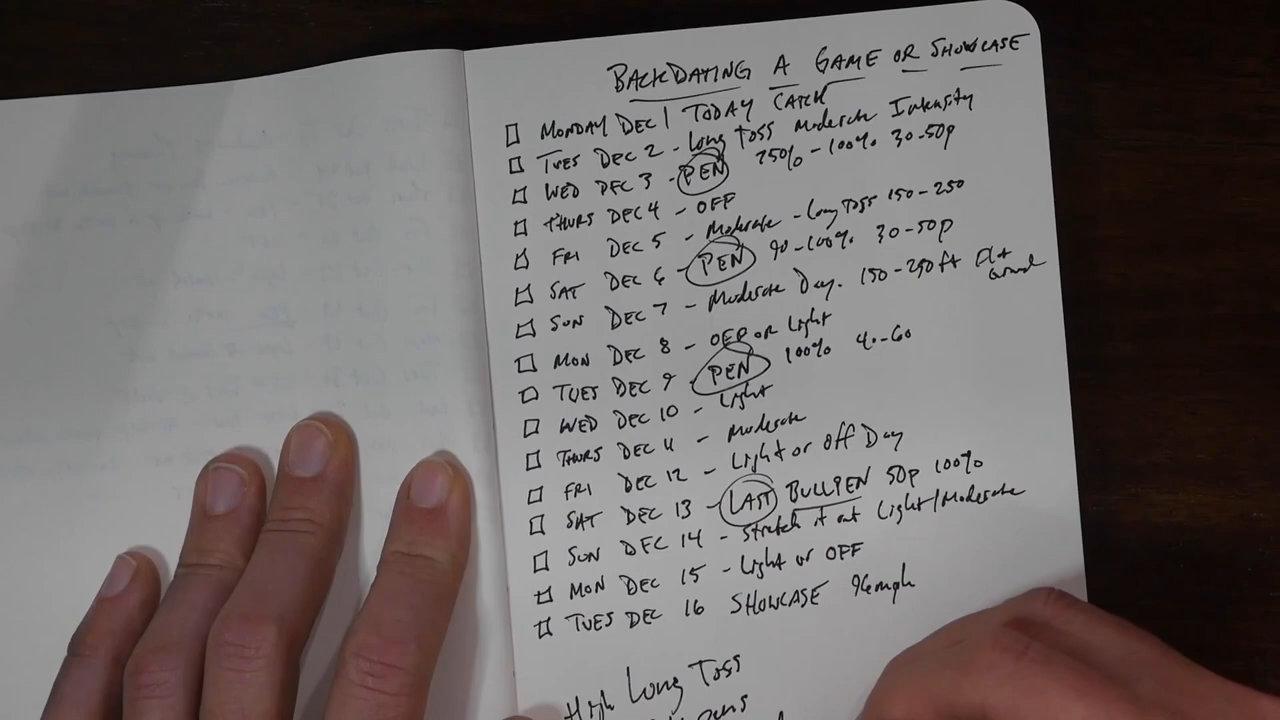 BACKDATING A GAME OR SHOWCASE
MONDAY DEC 1 TODAY CATCH
TUES DEC 2 - Long Toss Moderate Intensity
WED DEC 3 - PEN 75% - 100% 30-50p
THURS DEC 4 - OFF
FRI DEC 5 - Moderate - Long Toss 150-250
SAT DEC 6 - PEN 90-100% 30-50p
SUN DEC 7 - Moderate Day. 150-250ft Flat Ground
MON DEC 8 - OFF or Light
TUES DEC 9 - PEN 100% 40-60
WED DEC 10 - Light
THURS DEC 11 - Moderate
FRI DEC 12 - Light or off Day
SAT DEC 13 - LAST BULLPEN 50p 100%
SUN DEC 14 - Stretch it out Light/Moderate
MON DEC 15 - Light or OFF
TUES DEC 16 SHOWCASE 96mph
High Long Toss